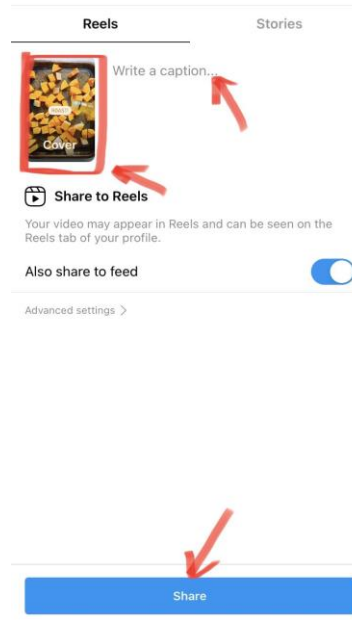 Reels
Stories
Write a caption...
ROAST!
Cover
Share to Reels
Your video may appear in Reels and can be seen on the
Reels tab of your profile.
Also share to feed
Advanced settings >
Share